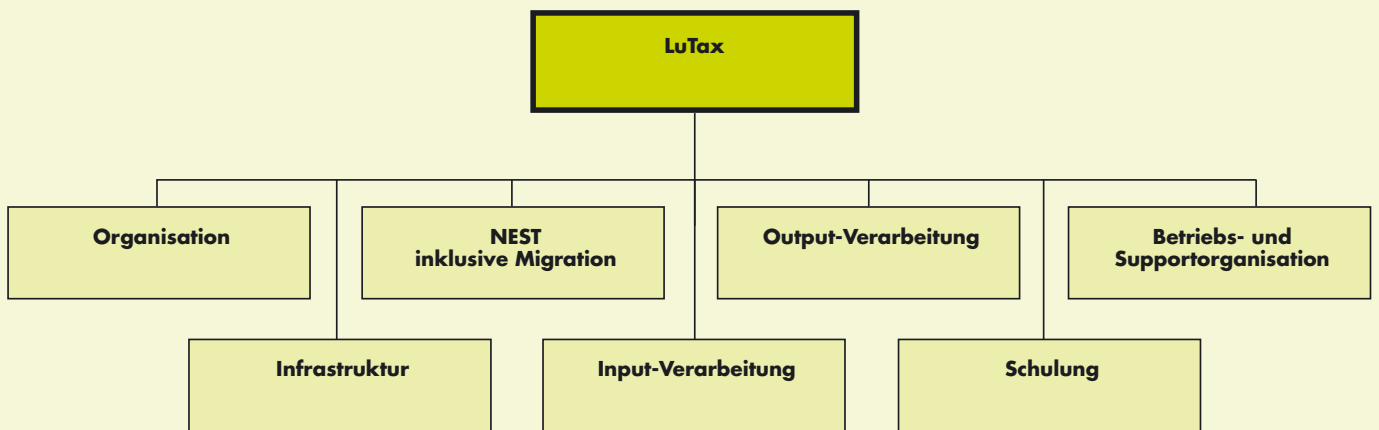 LuTax
Organisation
NEST
inklusive Migration
Output-Verarbeitung
Betriebs- und
Supportorganisation
Infrastruktur
Input-Verarbeitung
Schulung